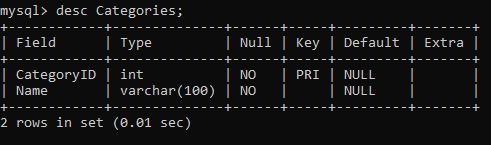 mysql> desc Categories;
+------------+--------------+------+-----+---------+-------+
| Field      | Type         | Null | Key | Default | Extra |
+------------+--------------+------+-----+---------+-------+
| CategoryID | int          | NO   | PRI | NULL    |       |
| Name       | varchar(100) | NO   |     | NULL    |       |
+------------+--------------+------+-----+---------+-------+
2 rows in set (0.01 sec)